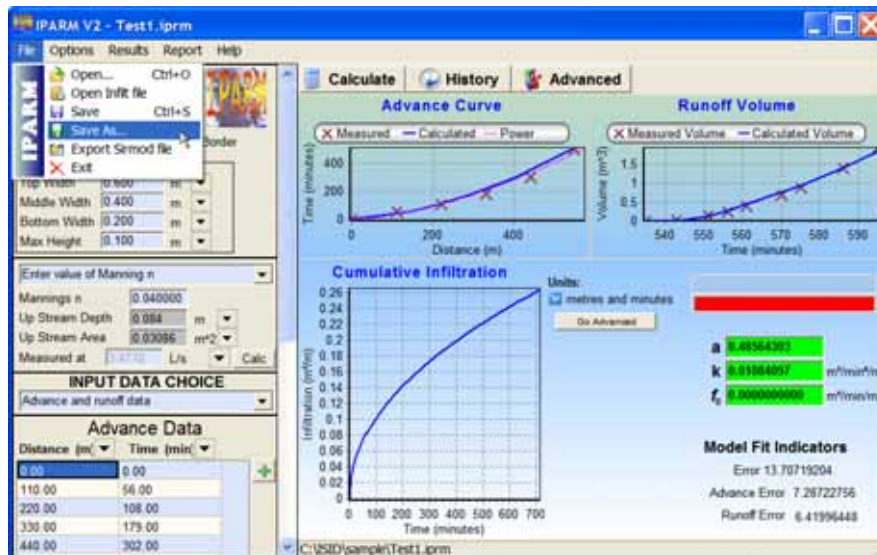 IPARM V2 - Test1.iprm
File Options Results Report Help
IPARM
Open... Ctrl+O
Open Infilt file
Save Ctrl+S
Save As...
Export Sirmod file
Exit
IPARM
Border
Top Width 0.600 m
Middle Width 0.400 m
Bottom Width 0.200 m
Max Height 0.100 m
Enter value of Manning n
Mannings n 0.040000
Up Stream Depth 0.084 m
Up Stream Area 0.03086 m^2
Measured at L/s Calc
INPUT DATA CHOICE
Advance and runoff data
Advance Data
Distance (m( Time (min(
0.00 0.00
110.00 56.00
220.00 108.00
330.00 179.00
440.00 302.00
Calculate History Advanced
Advance Curve
Measured Calculated Power
Time (minutes)
400
200
0
0 200 400
Distance (m)
Runoff Volume
Measured Volume Calculated Volume
Volume (m^3)
1.5
1
0.5
0
540 550 560 570 580 590
Time (minutes)
Cumulative Infiltration
Infiltration (m³/m)
0.26
0.24
0.22
0.2
0.18
0.16
0.14
0.12
0.1
0.08
0.06
0.04
0.02
0
0 100 200 300 400 500 600 700
Time (minutes)
Units:
metres and minutes
Go Advanced
a 0.48564303
k 0.01084097
f₀ 0.0000000000
Model Fit Indicators
Error 13.70719204
Advance Error 7.28722756
Runoff Error 6.41996448
C:\ISID\sample\Test1.iprm